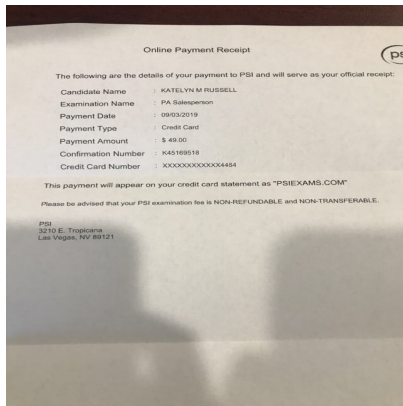 Online Payment Receipt
ps
The following are the details of your payment to PSI and will serve as your official receipt:
Candidate Name : KATELYN M RUSSELL
Examination Name : PA Salesperson
Payment Date : 09/03/2019
Payment Type : Credit Card
Payment Amount : $ 49.00
Confirmation Number : K45169518
Credit Card Number : XXXXXXXXXXXX4484
This payment will appear on your credit card statement as "PSIEXAMS.COM"
Please be advised that your PSI examination fee is NON-REFUNDABLE and NON-TRANSFERABLE.
PSI
3210 E. Tropicana
Las Vegas, NV 89121